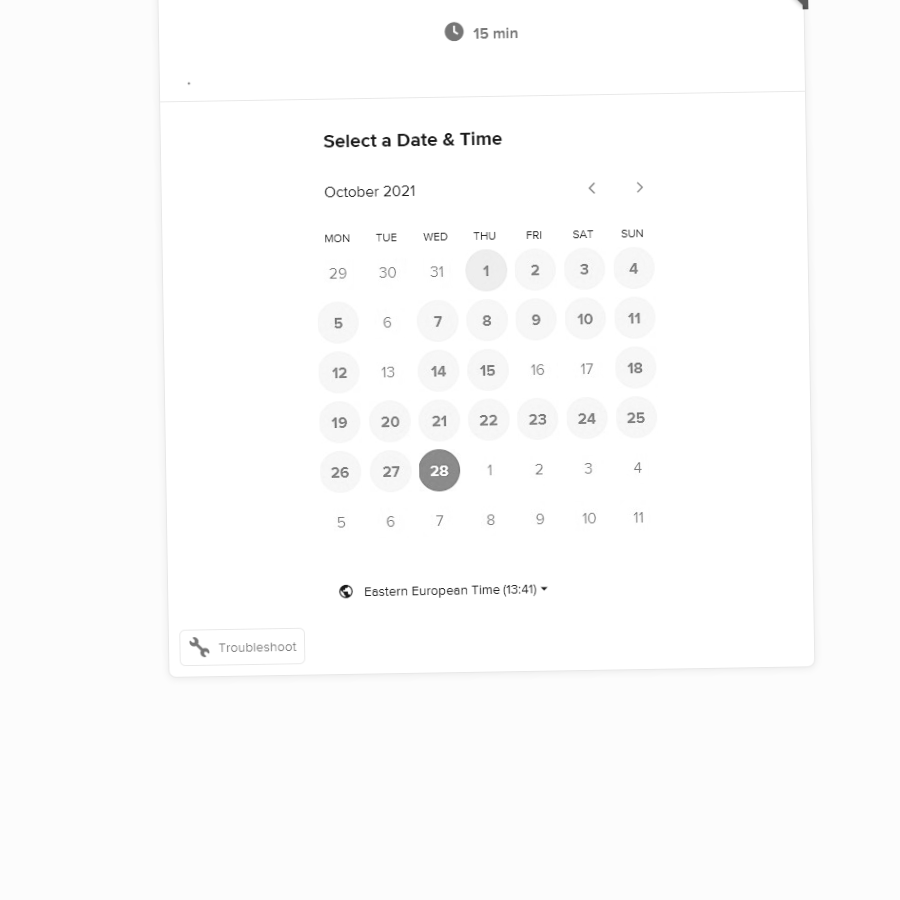 15 min
.
Select a Date & Time
October 2021
MON TUE WED THU FRI SAT SUN
29 30 31 1 2 3 4
5 6 7 8 9 10 11
12 13 14 15 16 17 18
19 20 21 22 23 24 25
26 27 28 1 2 3 4
5 6 7 8 9 10 11
Eastern European Time (13:41)
Troubleshoot